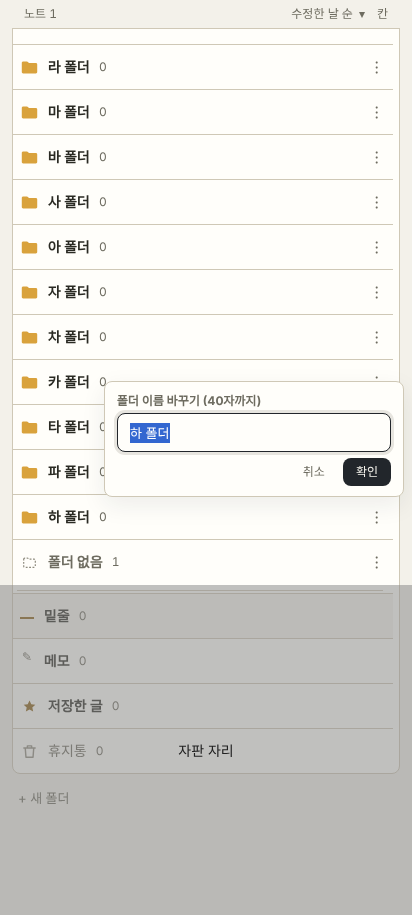 노트 1 수정한 날 순 ▾ 칸
라 폴더 0
마 폴더 0
바 폴더 0
사 폴더 0
아 폴더 0
자 폴더 0
차 폴더 0
카 폴더 0
폴더 이름 바꾸기 (40자까지)
타 폴더 0
하 폴더
파 폴더 0
취소 확인
하 폴더 0
폴더 없음 1
밑줄 0
메모 0
저장한 글 0
휴지통 0 자판 자리
+ 새 폴더